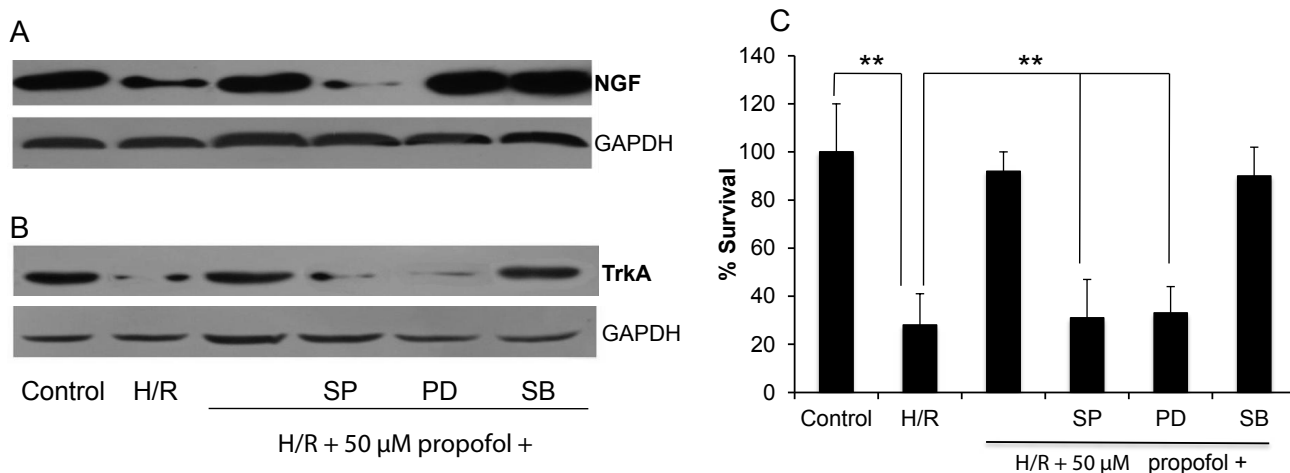 A
NGF
GAPDH
B
TrkA
GAPDH
Control H/R SP PD SB
H/R + 50 µM propofol +
C
% Survival
140
120
100
80
60
40
20
0
** **
Control H/R SP PD SB
H/R + 50 µM propofol +